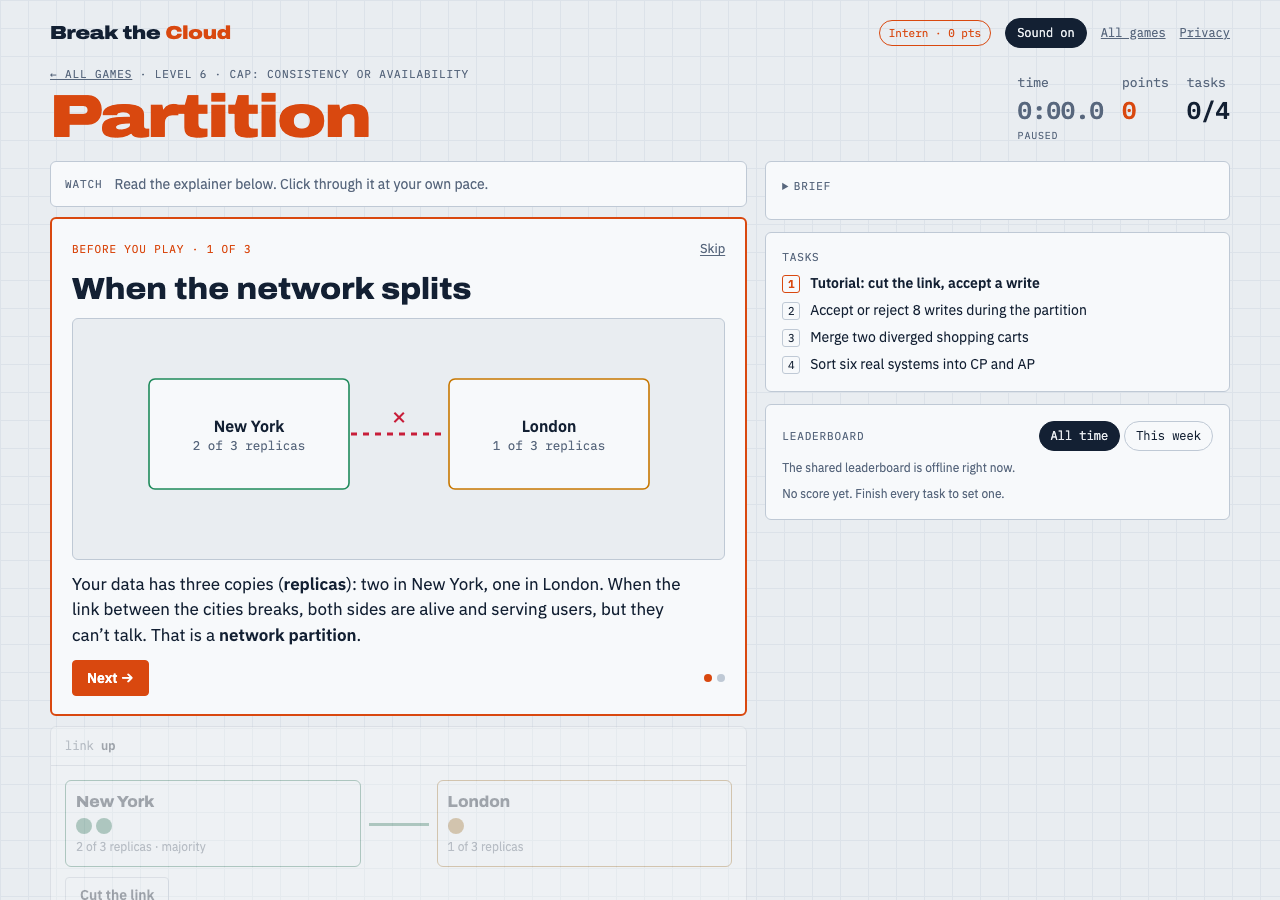 Break the Cloud
Intern · 0 pts
Sound on
All games
Privacy
← ALL GAMES · LEVEL 6 · CAP: CONSISTENCY OR AVAILABILITY
Partition
time
0:00.0
PAUSED
points
0
tasks
0/4
WATCH Read the explainer below. Click through it at your own pace.
BEFORE YOU PLAY · 1 OF 3
Skip
When the network splits
New York
2 of 3 replicas
×
London
1 of 3 replicas
Your data has three copies (replicas): two in New York, one in London. When the
link between the cities breaks, both sides are alive and serving users, but they
can’t talk. That is a network partition.
Next →
link up
New York
2 of 3 replicas · majority
London
1 of 3 replicas
Cut the link
▶ BRIEF
TASKS
1 Tutorial: cut the link, accept a write
2 Accept or reject 8 writes during the partition
3 Merge two diverged shopping carts
4 Sort six real systems into CP and AP
LEADERBOARD
All time
This week
The shared leaderboard is offline right now.
No score yet. Finish every task to set one.